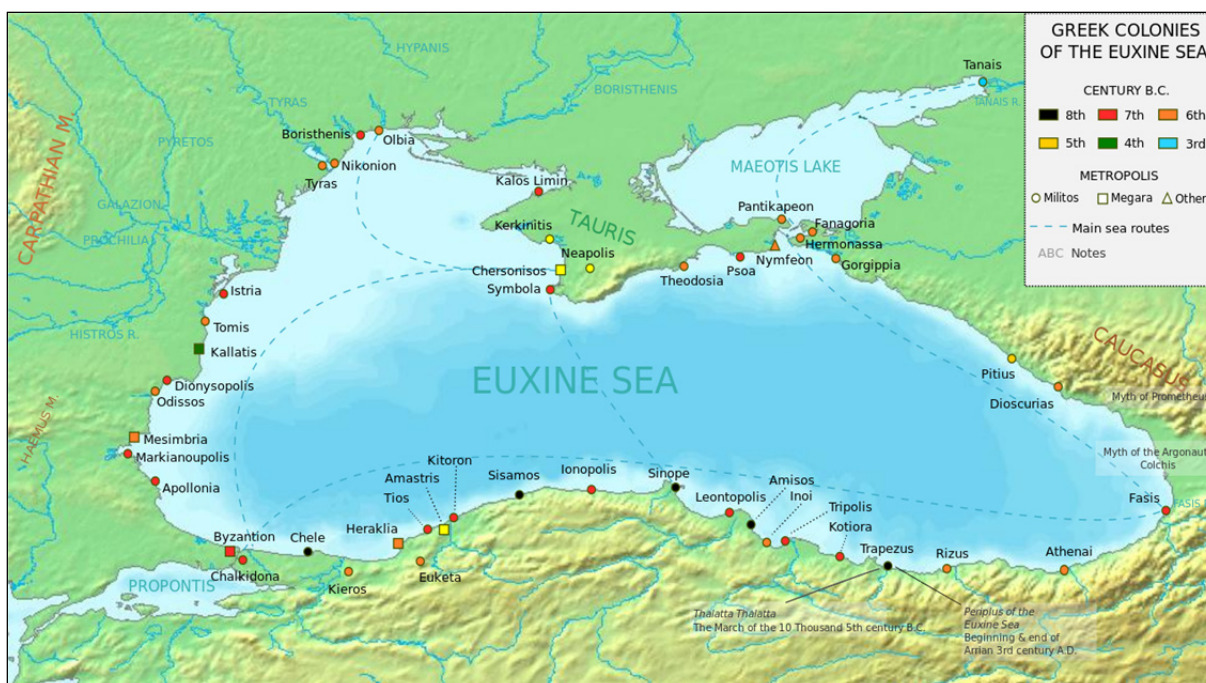 GREEK COLONIES
OF THE EUXINE SEA
CENTURY B.C.
8th 7th 6th
5th 4th 3rd
METROPOLIS
Militos Megara Other
Main sea routes
ABC Notes
HYPANIS
Tanais
TANAIS R.
BORISTHENIS
TYRAS
Boristhenis
Olbia
PYRETOS
Nikonion
Tyras
MAEOTIS LAKE
CARPATHIAN M.
Kalos Limin
GALAZION
Pantikapeon
TAURIS
Fanagoria
Kerkinitis
PROCHILIA
Hermonassa
Neapolis
Nymfeon
Gorgippia
Chersonisos
Psoa
Theodosia
Symbola
Istria
Tomis
HISTROS R.
Kallatis
CAUCASUS
Pitius
EUXINE SEA
Dionysopolis
Odissos
Dioscurias
Myth of Prometheus
HAEMUS M.
Mesimbria
Markianoupolis
Myth of the Argonaut
Colchis
Kitoron
Ionopolis
Sinope
Amastris
Sisamos
Apollonia
Amisos
Inoi
Tios
Leontopolis
Tripolis
Fasis
FASIS
Kotiora
Heraklia
Byzantion
Chele
Trapezus
Rizus
Athenai
Chalkidona
PROPONTIS
Euketa
Kieros
Thalatta Thalatta
The March of the 10 Thousand 5th century B.C.
Periplus of the
Euxine Sea
Beginning & end of
Arrian 3rd century A.D.